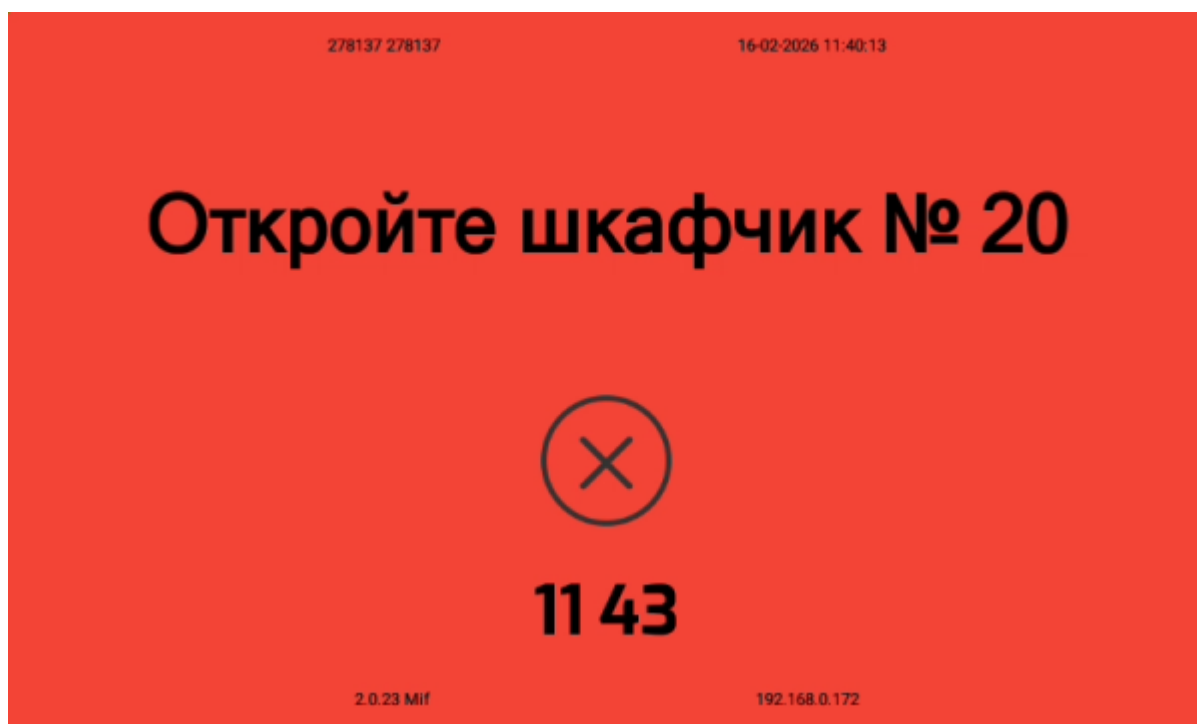 278137 278137 16-02-2026 11:40:13
Откройте шкафчик № 20
11 43
2.0.23 Mif 192.168.0.172